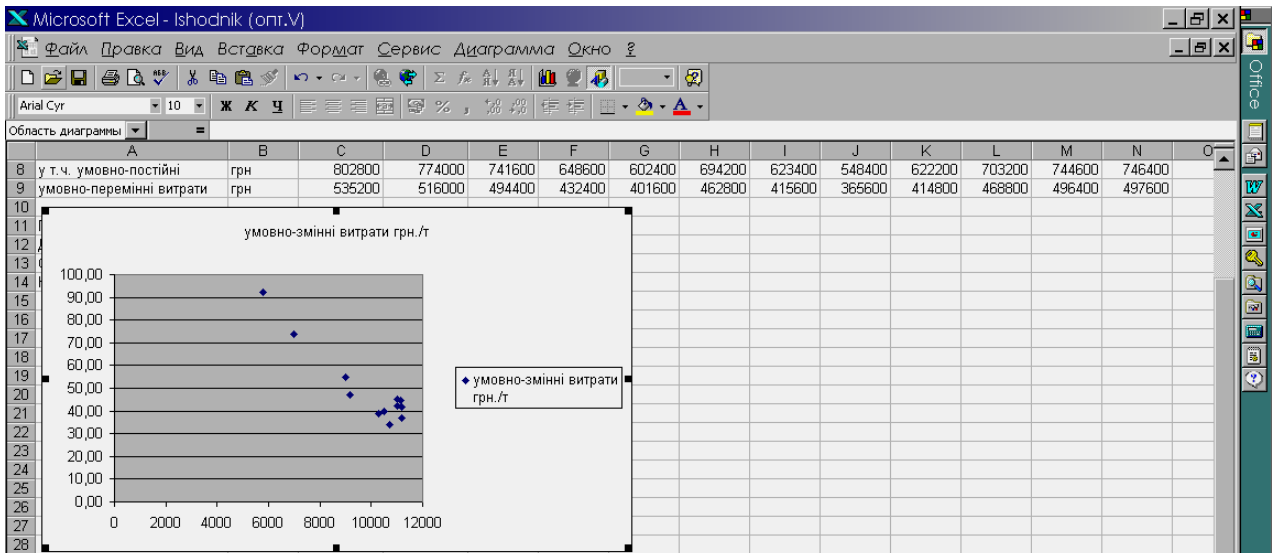 Microsoft Excel - Ishodnik (опт.V)
Файл Правка Вид Вставка Формат Сервис Диаграмма Окно ?
Arial Cyr 10 Ж К Ч
Область диаграммы =
A B C D E F G H I J K L M N O
8 у т.ч. умовно-постійні грн 802800 774000 741600 648600 602400 694200 623400 548400 622200 703200 744600 746400
9 умовно-перемінні витрати грн 535200 516000 494400 432400 401600 462800 415600 365600 414800 468800 496400 497600
10
11
12
13
14
15
16
17
18
19
20
21
22
23
24
25
26
27
28
умовно-змінні витрати грн./т
100,00
90,00
80,00
70,00
60,00
50,00
40,00
30,00
20,00
10,00
0,00
0 2000 4000 6000 8000 10000 12000
умовно-змінні витрати
грн./т
Office